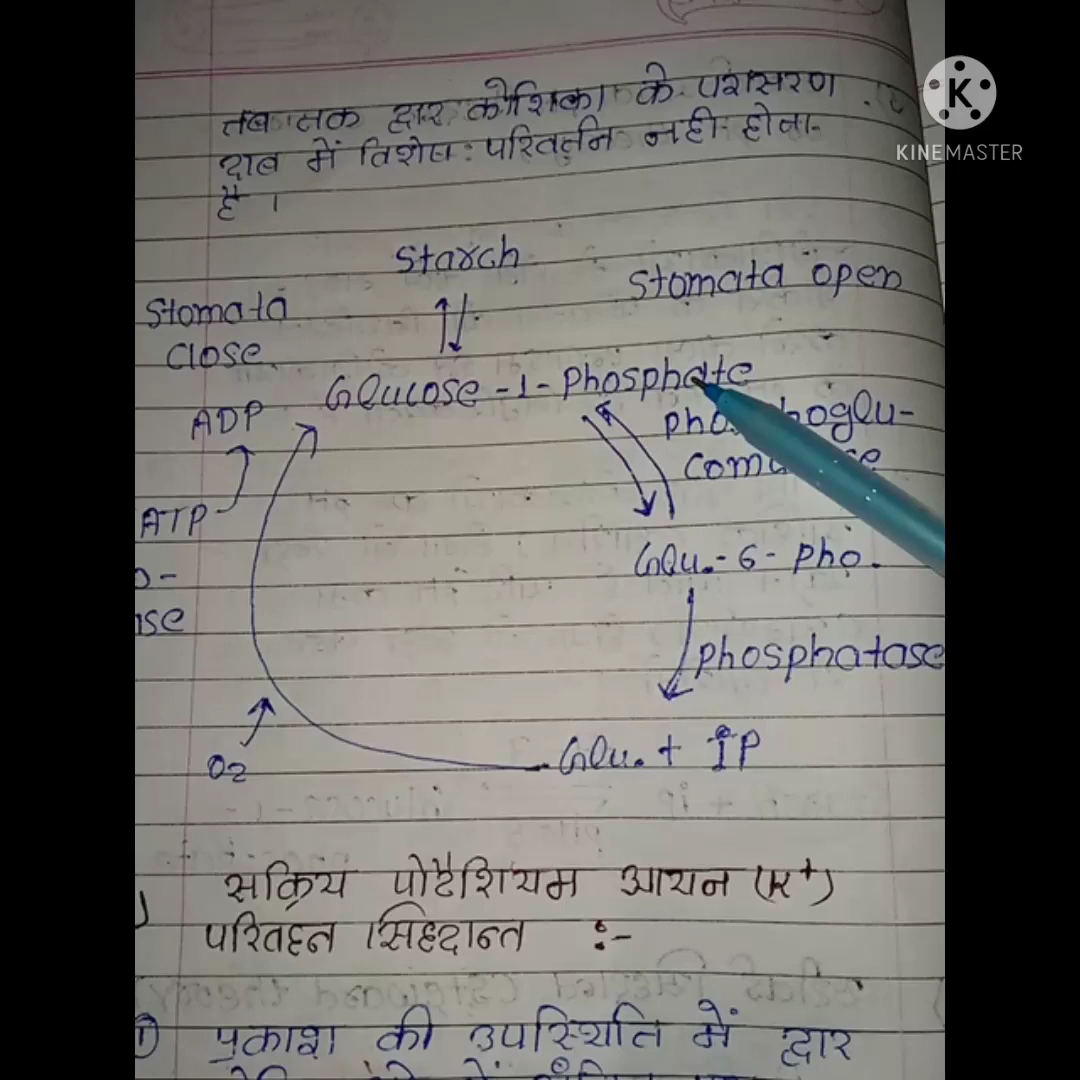 तब तक द्वार कोशिका के परासरण
दाब में विशेष परिवर्तन नही होता
है ।
Starch
Stomata open
Stomata
Close
Glucose -1- Phosphate
ADP
ATP
Glu.- 6 - Pho.
Phosphatase
O2
Glu. + iP
सक्रिय पोटैशियम आयन (K+)
परिवहन सिद्दान्त :-
① प्रकाश की उपस्थिति में द्वार
K
KINEMASTER